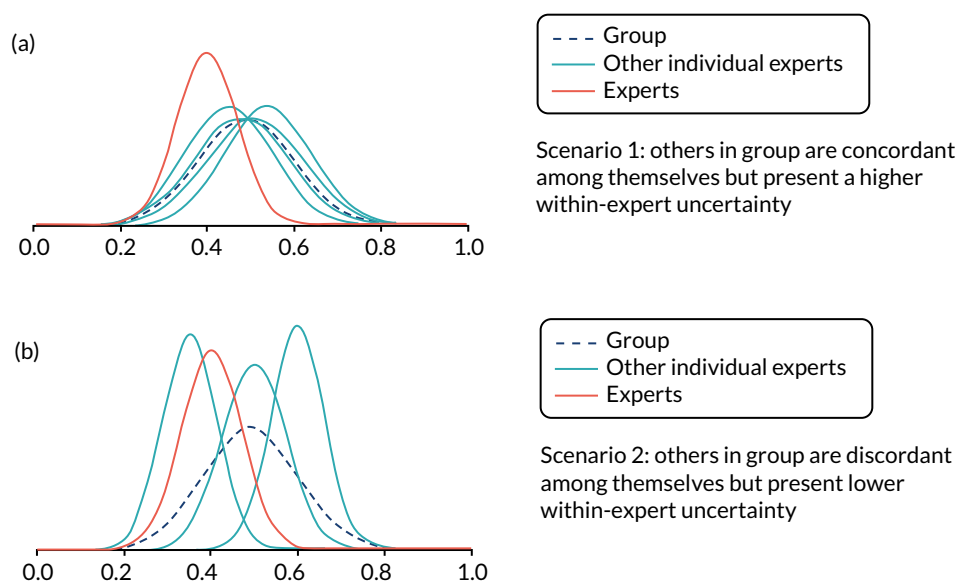 (a)
Group
Other individual experts
Experts
Scenario 1: others in group are concordant
among themselves but present a higher
within-expert uncertainty
0.0 0.2 0.4 0.6 0.8 1.0
(b)
Group
Other individual experts
Experts
Scenario 2: others in group are discordant
among themselves but present lower
within-expert uncertainty
0.0 0.2 0.4 0.6 0.8 1.0